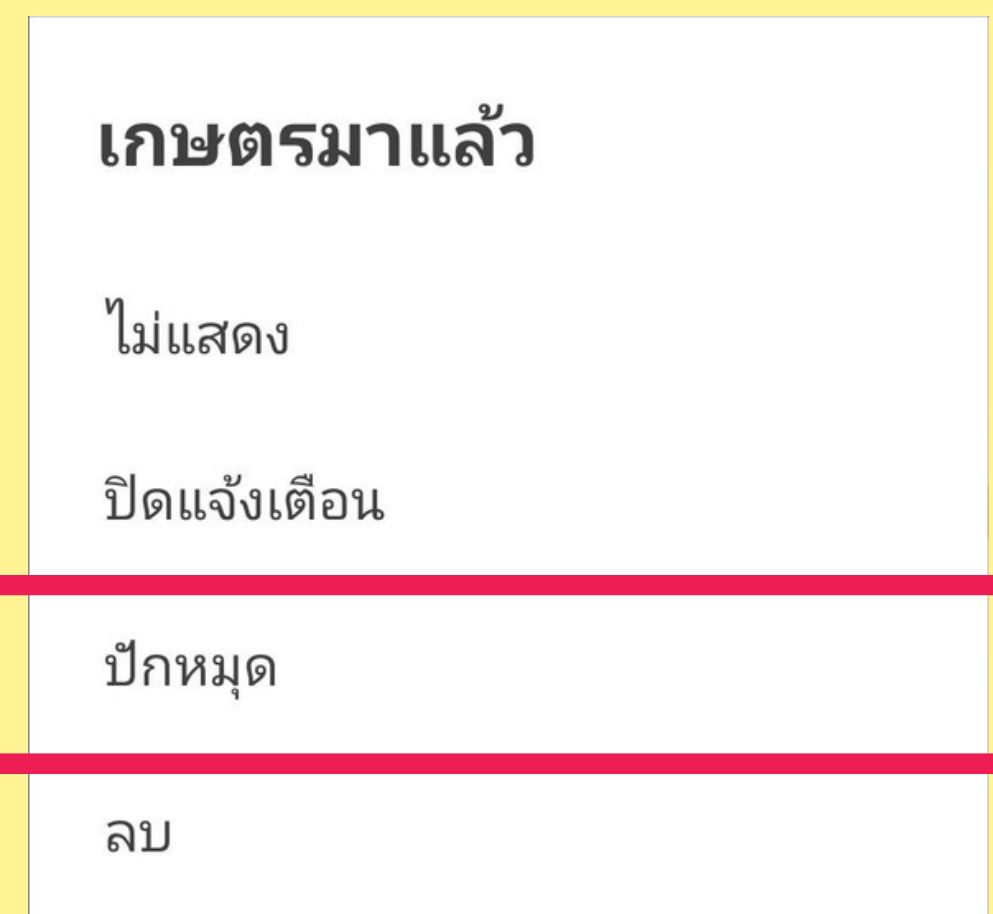 เกษตรมาแล้ว
ไม่แสดง
ปิดแจ้งเตือน
ปักหมุด
ลบ